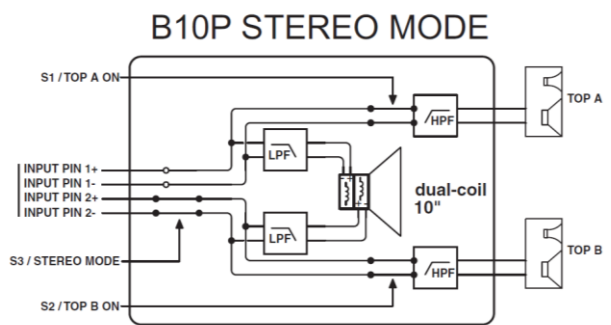 B10P STEREO MODE
S1 / TOP A ON
HPF
TOP A
LPF
INPUT PIN 1+
INPUT PIN 1-
INPUT PIN 2+
INPUT PIN 2-
dual-coil
10"
LPF
S3 / STEREO MODE
HPF
TOP B
S2 / TOP B ON